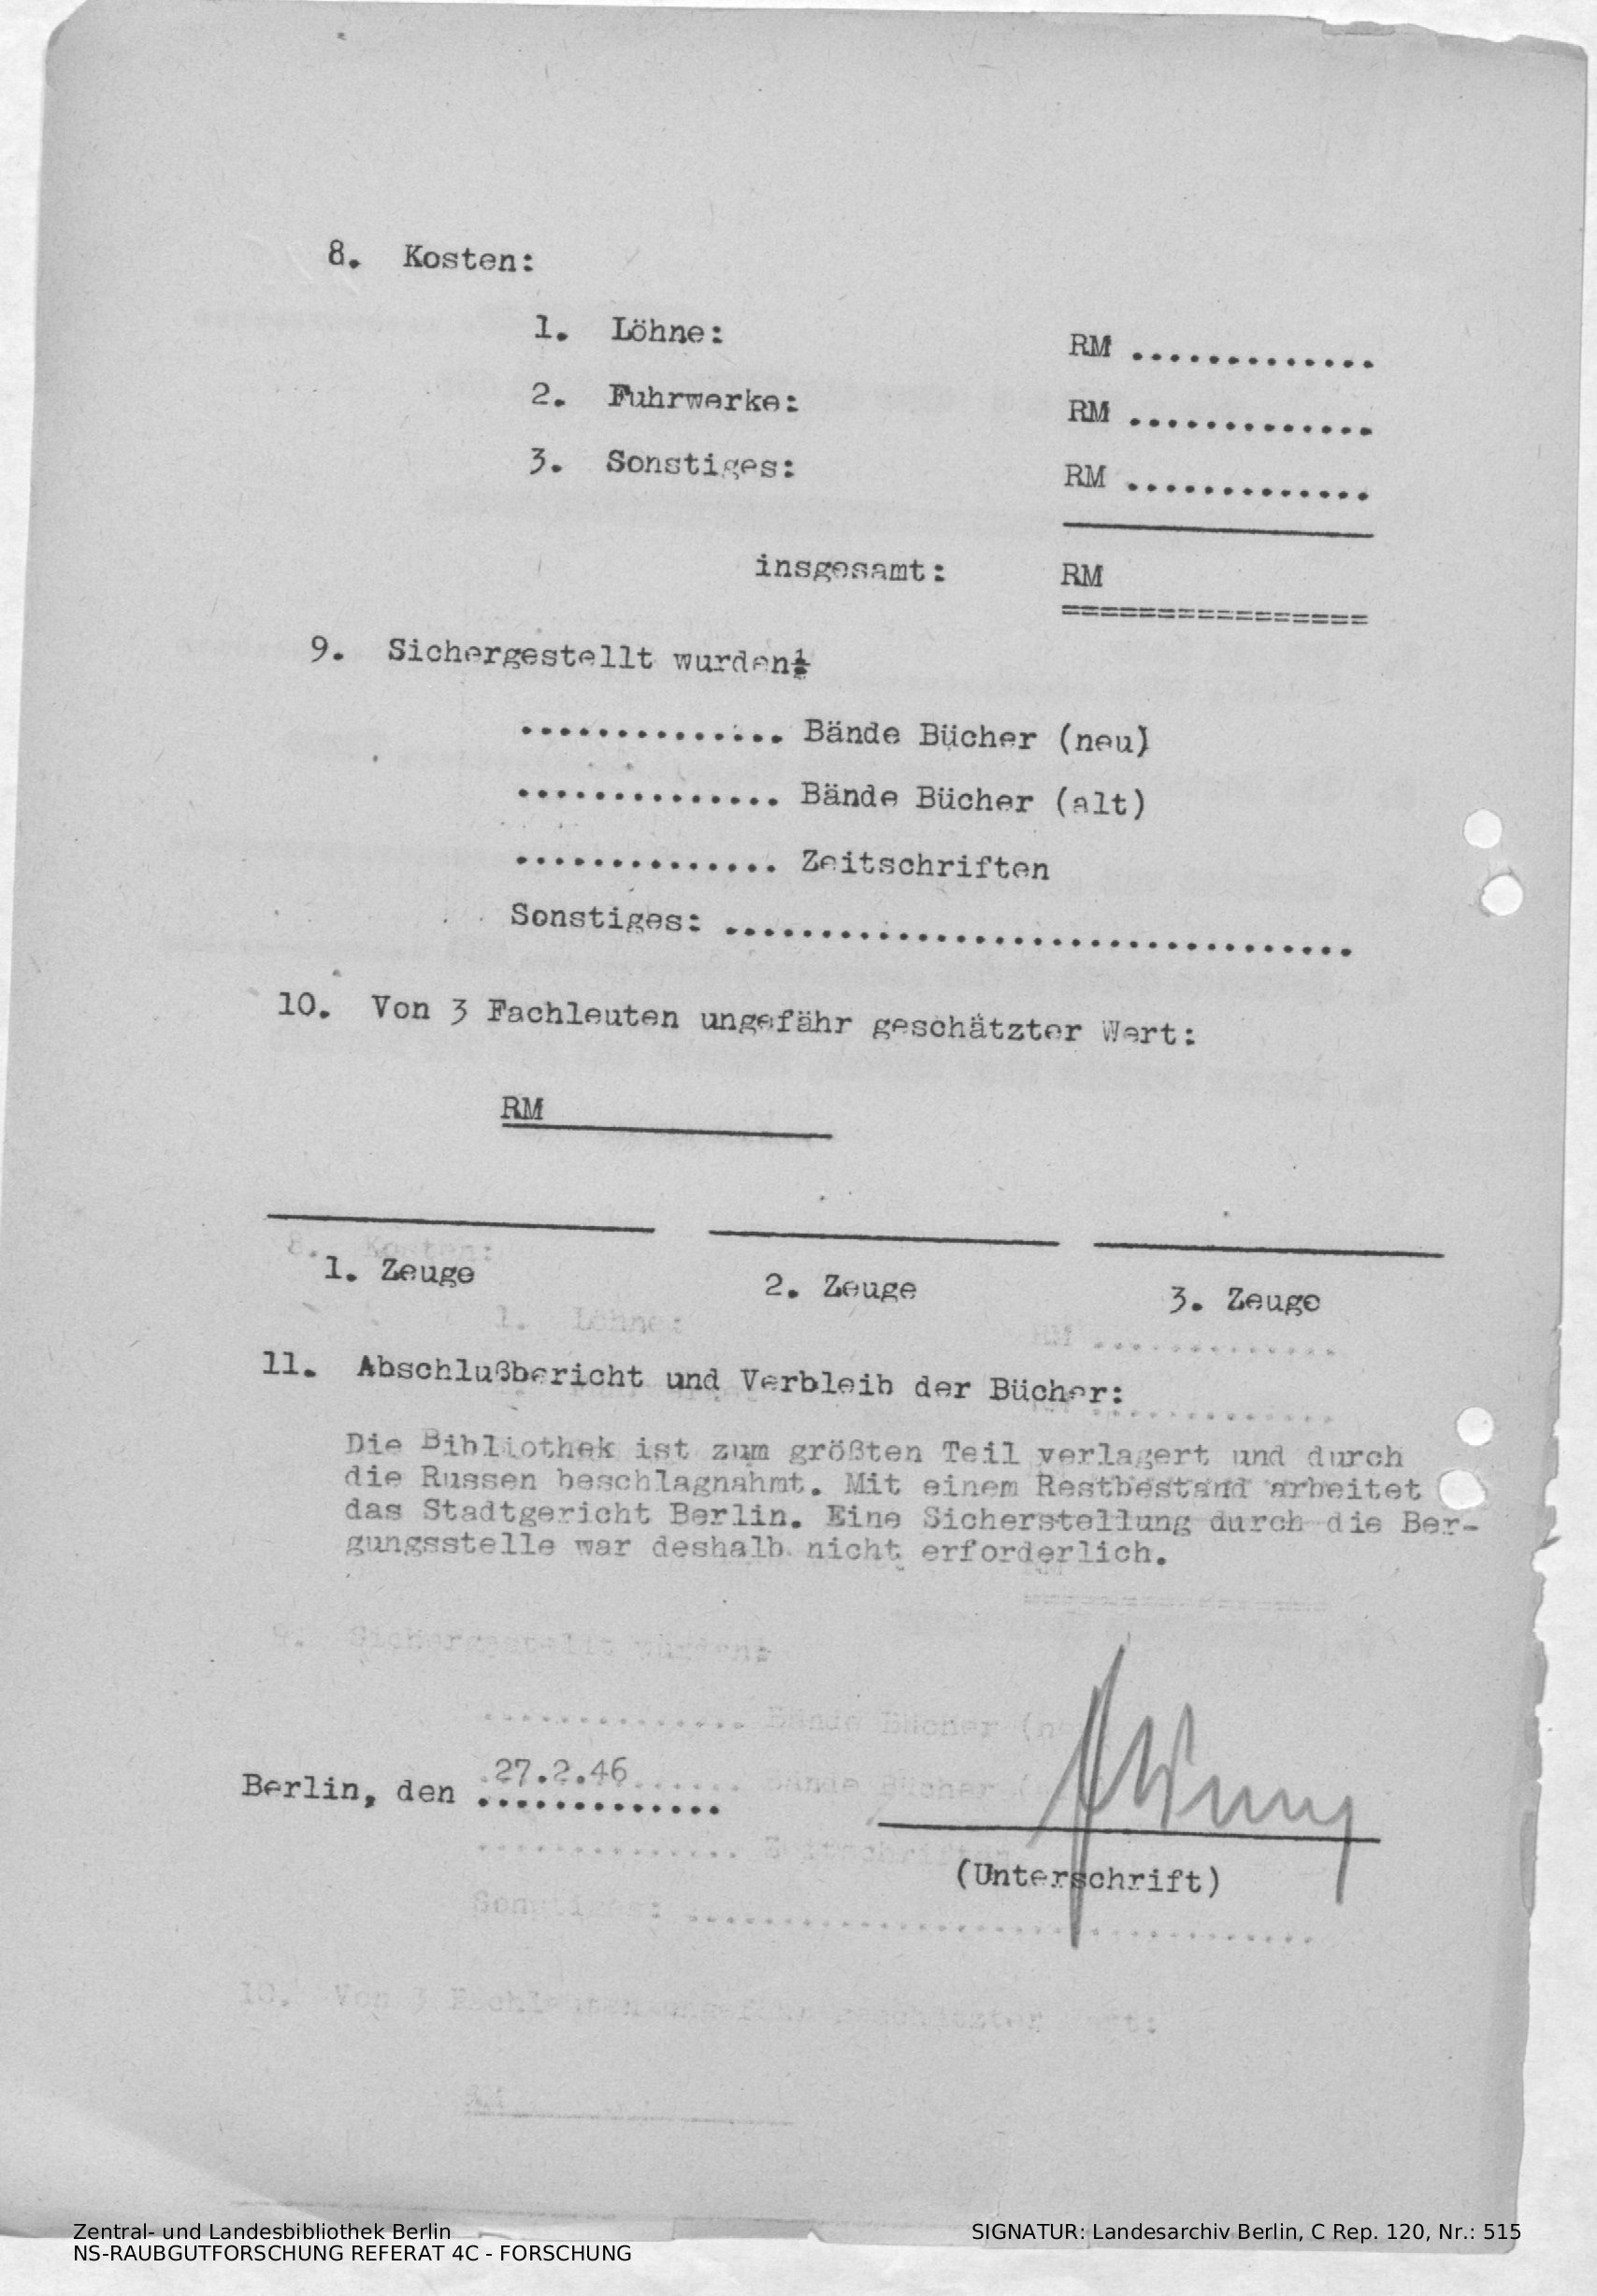 8. Kosten:
1. Löhne: RM .............
2. Fuhrwerke: RM .............
3. Sonstiges: RM .............
insgesamt: RM
================
9. Sichergestellt wurden:
.............. Bände Bücher (neu)
.............. Bände Bücher (alt)
.............. Zeitschriften
Sonstiges: .................................
10. Von 3 Fachleuten ungefähr geschätzter Wert:
RM
1. Zeuge 2. Zeuge 3. Zeuge
11. Abschlußbericht und Verbleib der Bücher:
Die Bibliothek ist zum größten Teil verlagert und durch
die Russen beschlagnahmt. Mit einem Restbestand arbeitet
das Stadtgericht Berlin. Eine Sicherstellung durch die Ber-
gungsstelle war deshalb nicht erforderlich.
Berlin, den 27.2.46
(Unterschrift)
Zentral- und Landesbibliothek Berlin
NS-RAUBGUTFORSCHUNG REFERAT 4C - FORSCHUNG
SIGNATUR: Landesarchiv Berlin, C Rep. 120, Nr.: 515